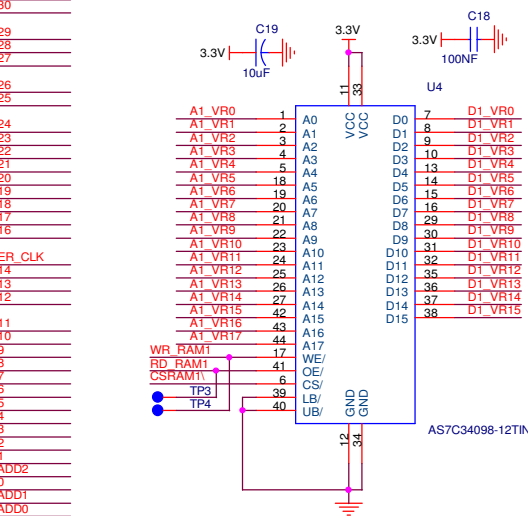 30
29
28
27
26
25
24
23
22
21
20
19
18
17
16
ER_CLK
14
13
12
11
10
9
8
7
6
5
4
3
2
1
ADD2
0
ADD1
ADD0
C19
3.3V
10uF
3.3V
C18
3.3V
100NF
U4
11 33
VCC VCC
A1_VR0 1 A0 D0 7 D1_VR0
A1_VR1 2 A1 D1 8 D1_VR1
A1_VR2 3 A2 D2 9 D1_VR2
A1_VR3 4 A3 D3 10 D1_VR3
A1_VR4 5 A4 D4 13 D1_VR4
A1_VR5 18 A5 D5 14 D1_VR5
A1_VR6 19 A6 D6 15 D1_VR6
A1_VR7 20 A7 D7 16 D1_VR7
A1_VR8 21 A8 D8 29 D1_VR8
A1_VR9 22 A9 D9 30 D1_VR9
A1_VR10 23 A10 D10 31 D1_VR10
A1_VR11 24 A11 D11 32 D1_VR11
A1_VR12 25 A12 D12 35 D1_VR12
A1_VR13 26 A13 D13 36 D1_VR13
A1_VR14 27 A14 D14 37 D1_VR14
A1_VR15 42 A15 D15 38 D1_VR15
A1_VR16 43 A16
A1_VR17 44 A17
WR_RAM1 17 WE/
RD_RAM1 41 OE/
CSRAM1\ 6 CS/
TP3 39 LB/
TP4 40 UB/
GND GND
12 34
AS7C34098-12TIN